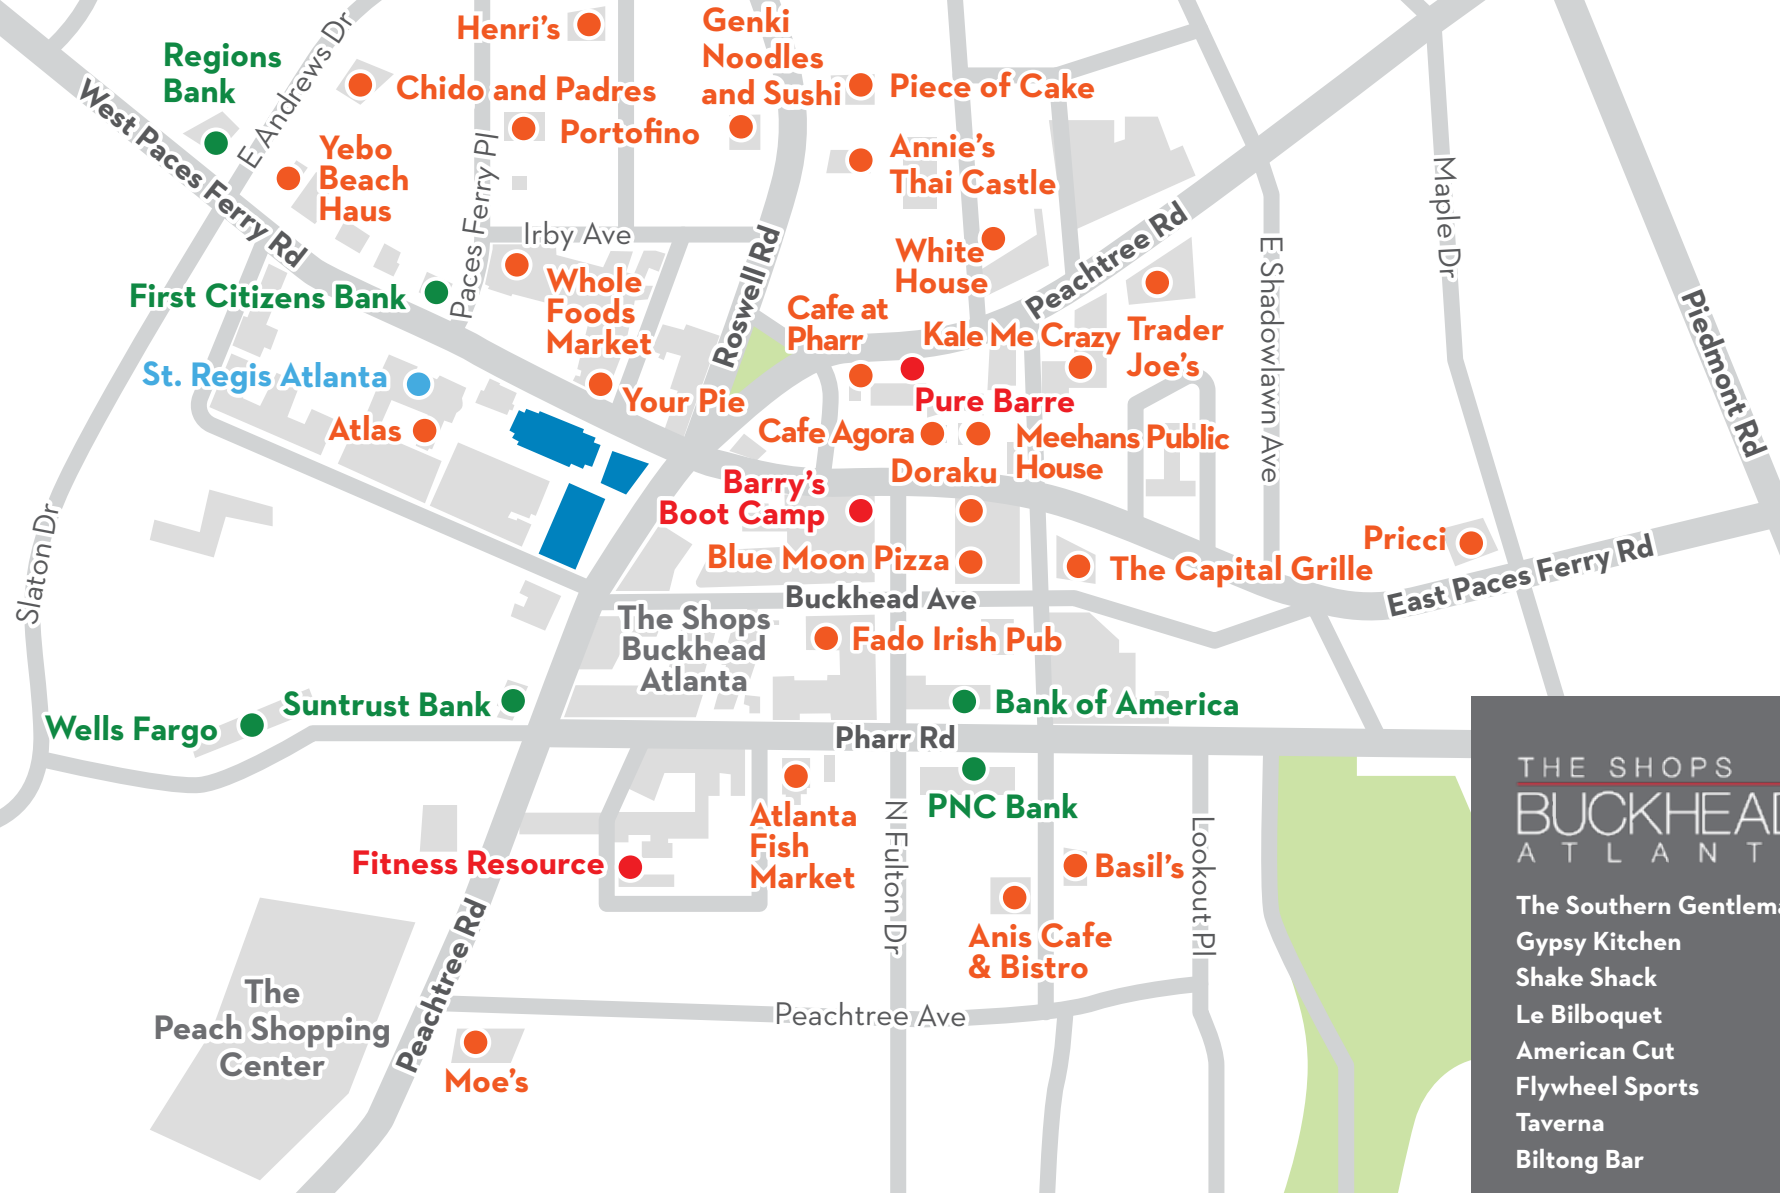 Henri's
Genki
Noodles
and Sushi
Regions
Bank
E Andrews Dr
Chido and Padres
Piece of Cake
West Paces Ferry Rd
Portofino
Yebo
Beach
Haus
Paces Ferry Pl
Annie's
Thai Castle
Maple Dr
Irby Ave
Roswell Rd
White
House
Peachtree Rd
E Shadowlawn Ave
First Citizens Bank
Whole
Foods
Market
Cafe at
Pharr
Kale Me Crazy
Trader
Joe's
Piedmont Rd
St. Regis Atlanta
Your Pie
Pure Barre
Atlas
Cafe Agora
Meehans Public
House
Doraku
Barry's
Boot Camp
Slaton Dr
Blue Moon Pizza
The Capital Grille
Pricci
East Paces Ferry Rd
Buckhead Ave
The Shops
Buckhead
Atlanta
Fado Irish Pub
Suntrust Bank
Wells Fargo
Bank of America
Pharr Rd
PNC Bank
Atlanta
Fish
Market
N Fulton Dr
Lookout Pl
Fitness Resource
Basil's
Anis Cafe
& Bistro
Peachtree Rd
The
Peach Shopping
Center
Peachtree Ave
Moe's
THE SHOPS
BUCKHEAD
ATLANT
The Southern Gentlema
Gypsy Kitchen
Shake Shack
Le Bilboquet
American Cut
Flywheel Sports
Taverna
Biltong Bar